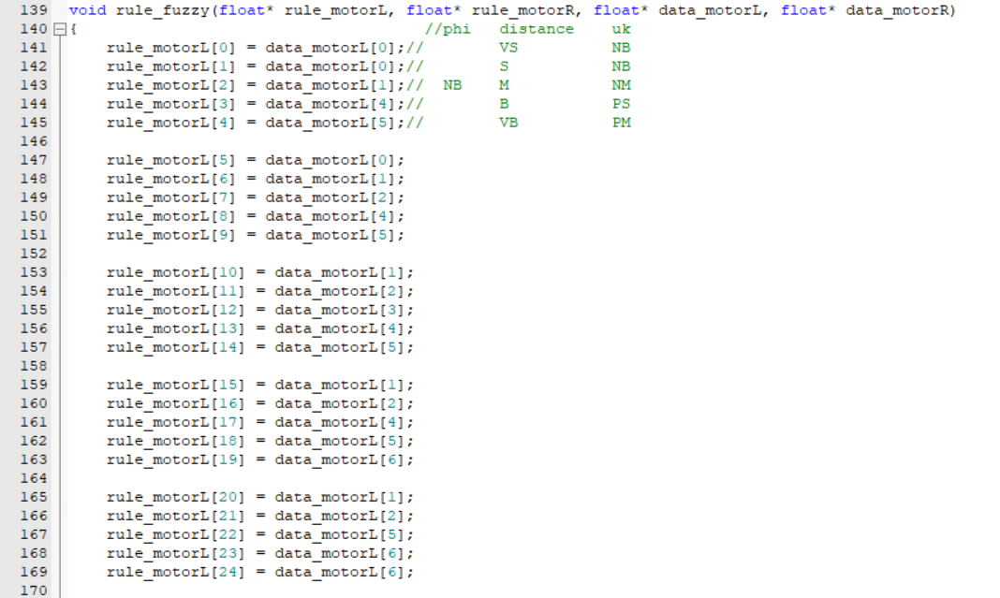 139 void rule_fuzzy(float* rule_motorL, float* rule_motorR, float* data_motorL, float* data_motorR)
140 { //phi distance uk
141 rule_motorL[0] = data_motorL[0];// VS NB
142 rule_motorL[1] = data_motorL[0];// S NB
143 rule_motorL[2] = data_motorL[1];// NB M NM
144 rule_motorL[3] = data_motorL[4];// B PS
145 rule_motorL[4] = data_motorL[5];// VB PM
146
147 rule_motorL[5] = data_motorL[0];
148 rule_motorL[6] = data_motorL[1];
149 rule_motorL[7] = data_motorL[2];
150 rule_motorL[8] = data_motorL[4];
151 rule_motorL[9] = data_motorL[5];
152
153 rule_motorL[10] = data_motorL[1];
154 rule_motorL[11] = data_motorL[2];
155 rule_motorL[12] = data_motorL[3];
156 rule_motorL[13] = data_motorL[4];
157 rule_motorL[14] = data_motorL[5];
158
159 rule_motorL[15] = data_motorL[1];
160 rule_motorL[16] = data_motorL[2];
161 rule_motorL[17] = data_motorL[4];
162 rule_motorL[18] = data_motorL[5];
163 rule_motorL[19] = data_motorL[6];
164
165 rule_motorL[20] = data_motorL[1];
166 rule_motorL[21] = data_motorL[2];
167 rule_motorL[22] = data_motorL[5];
168 rule_motorL[23] = data_motorL[6];
169 rule_motorL[24] = data_motorL[6];
170